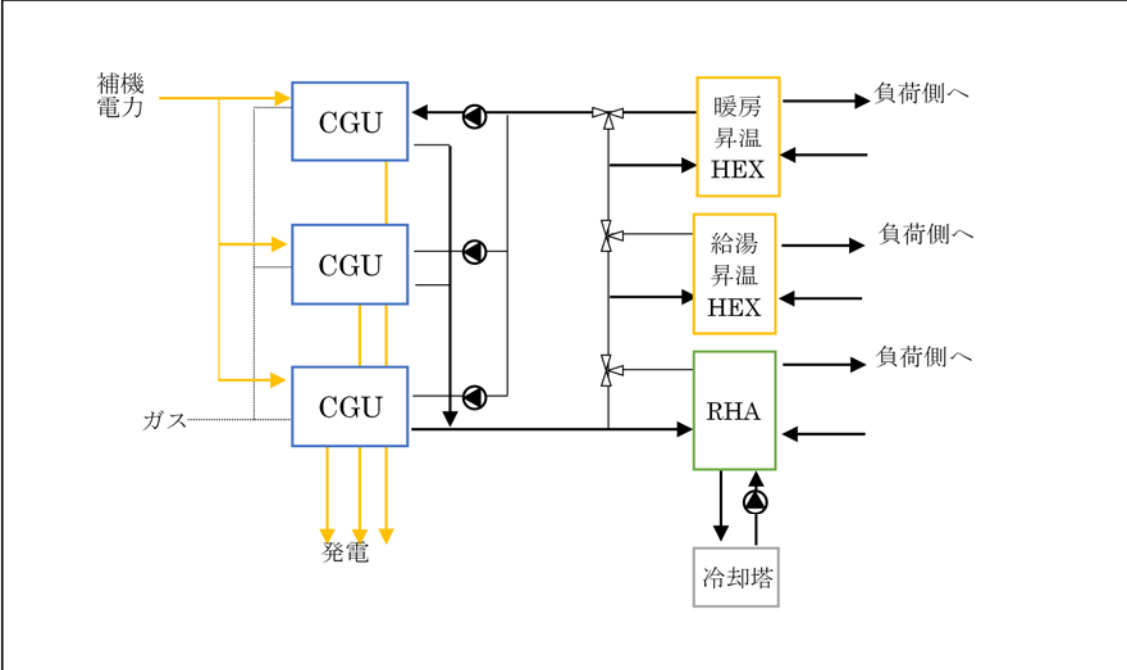 補機
電力
CGU
暖房
昇温
HEX
負荷側へ
CGU
給湯
昇温
HEX
負荷側へ
ガス
CGU
RHA
負荷側へ
発電
冷却塔